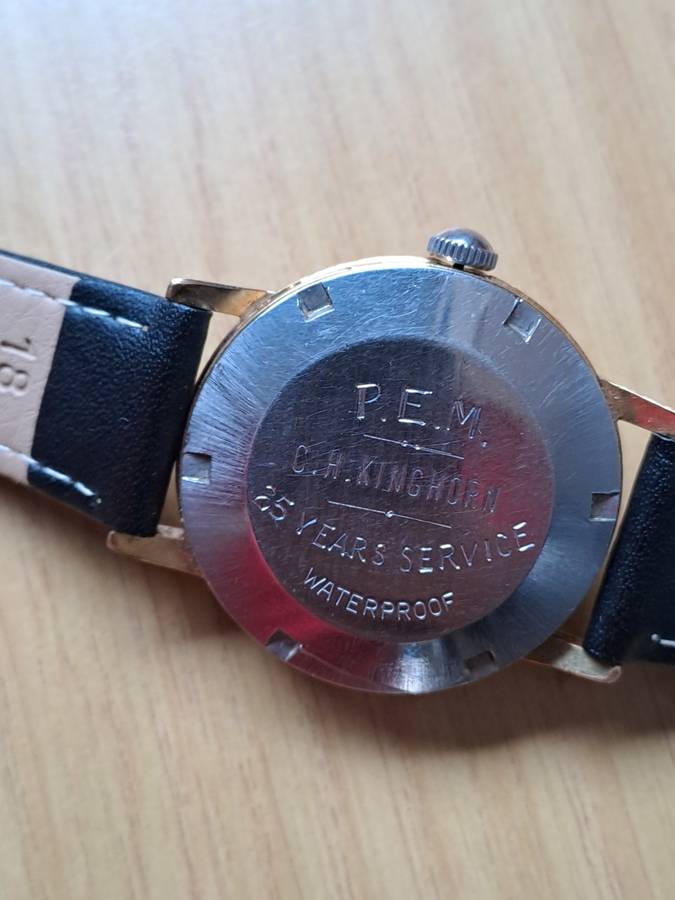 P.E.M.
C.H.KINGHORN
25 YEARS SERVICE
WATERPROOF
18